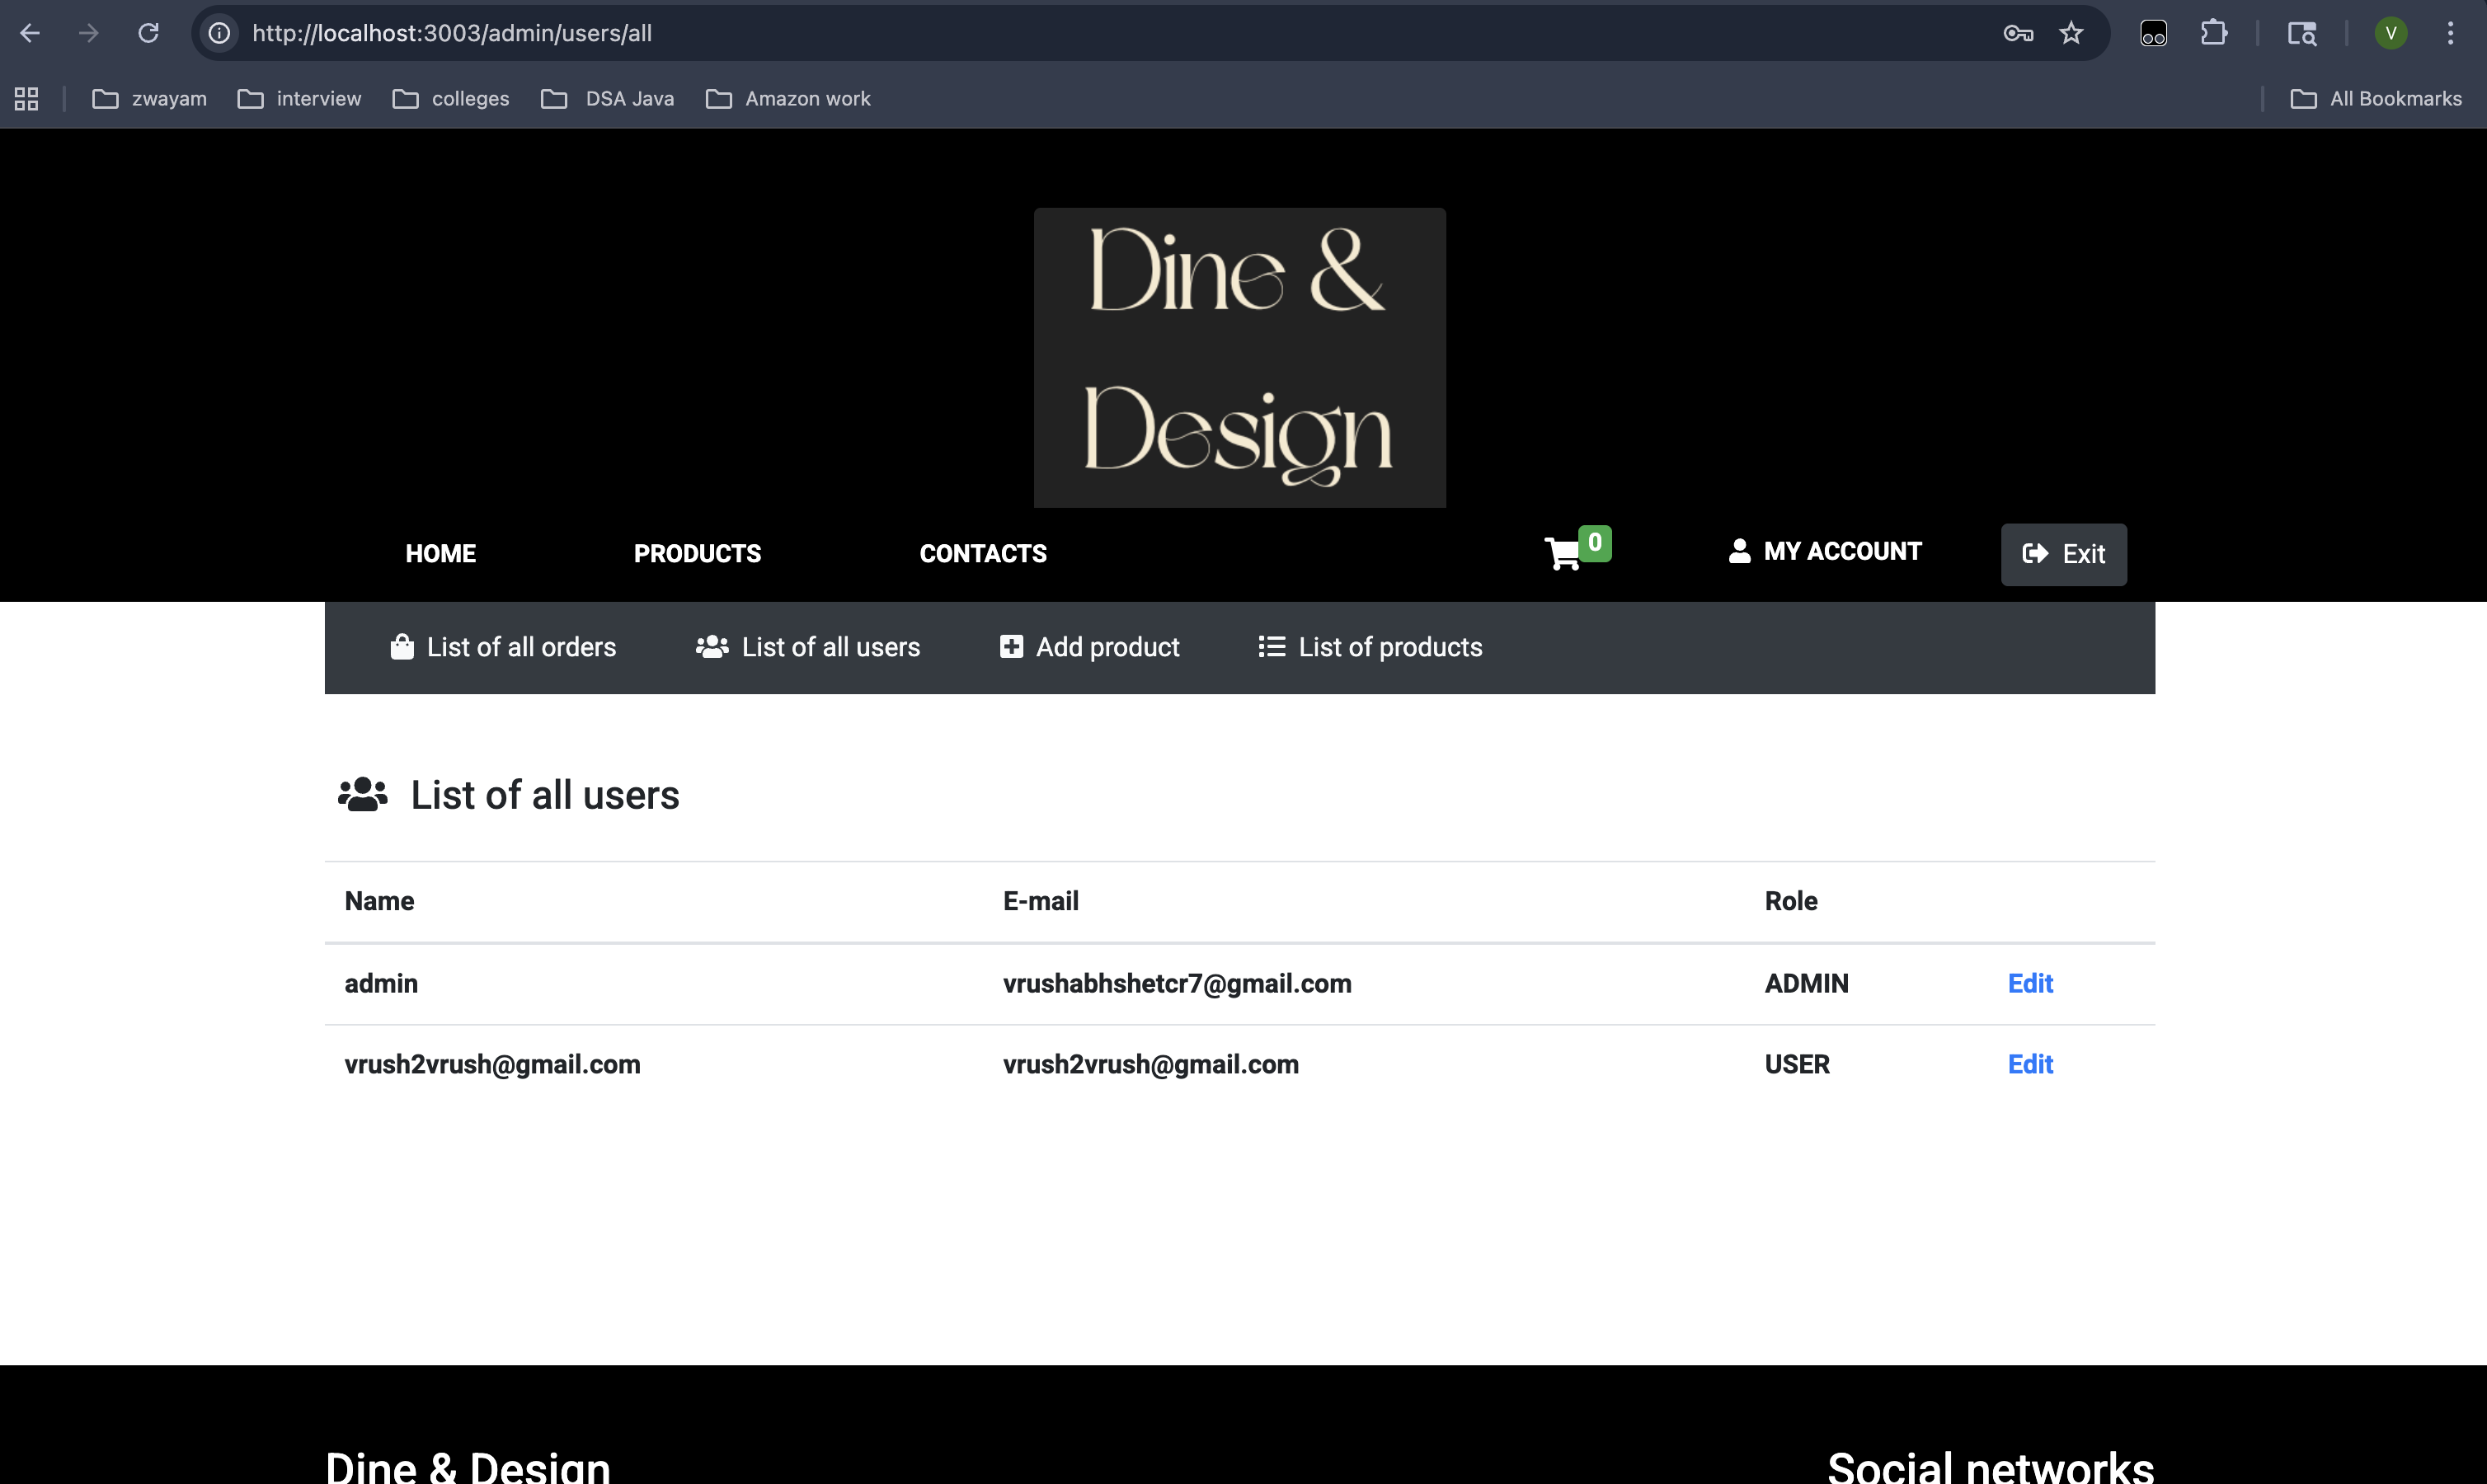 http://localhost:3003/admin/users/all
V
zwayam interview colleges DSA Java Amazon work All Bookmarks
Dine &
Design
HOME PRODUCTS CONTACTS 0 MY ACCOUNT Exit
List of all orders List of all users Add product List of products
List of all users
Name E-mail Role
admin vrushabhshetcr7@gmail.com ADMIN Edit
vrush2vrush@gmail.com vrush2vrush@gmail.com USER Edit
Dine & Design Social networks